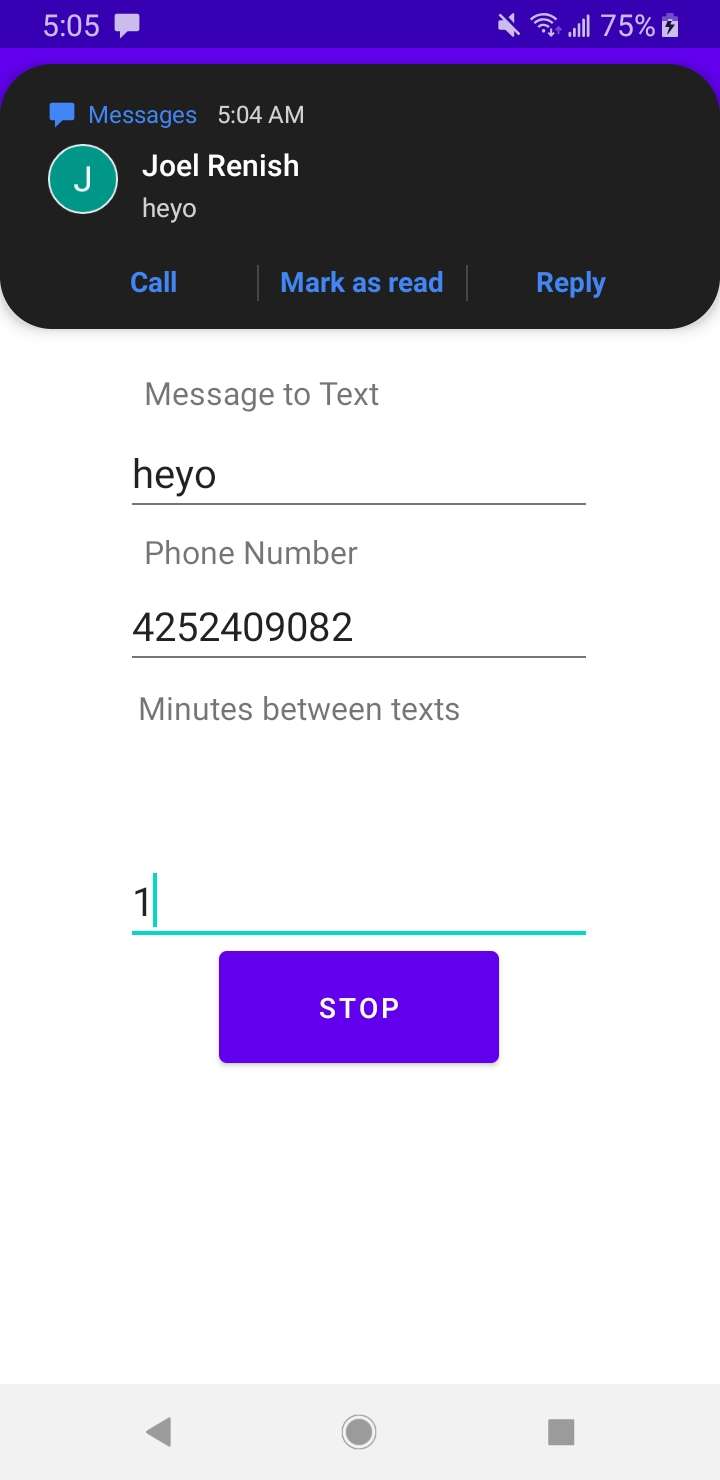 5:05 75%
Messages 5:04 AM
J
Joel Renish
heyo
Call Mark as read Reply
Message to Text
heyo
Phone Number
4252409082
Minutes between texts
1
STOP